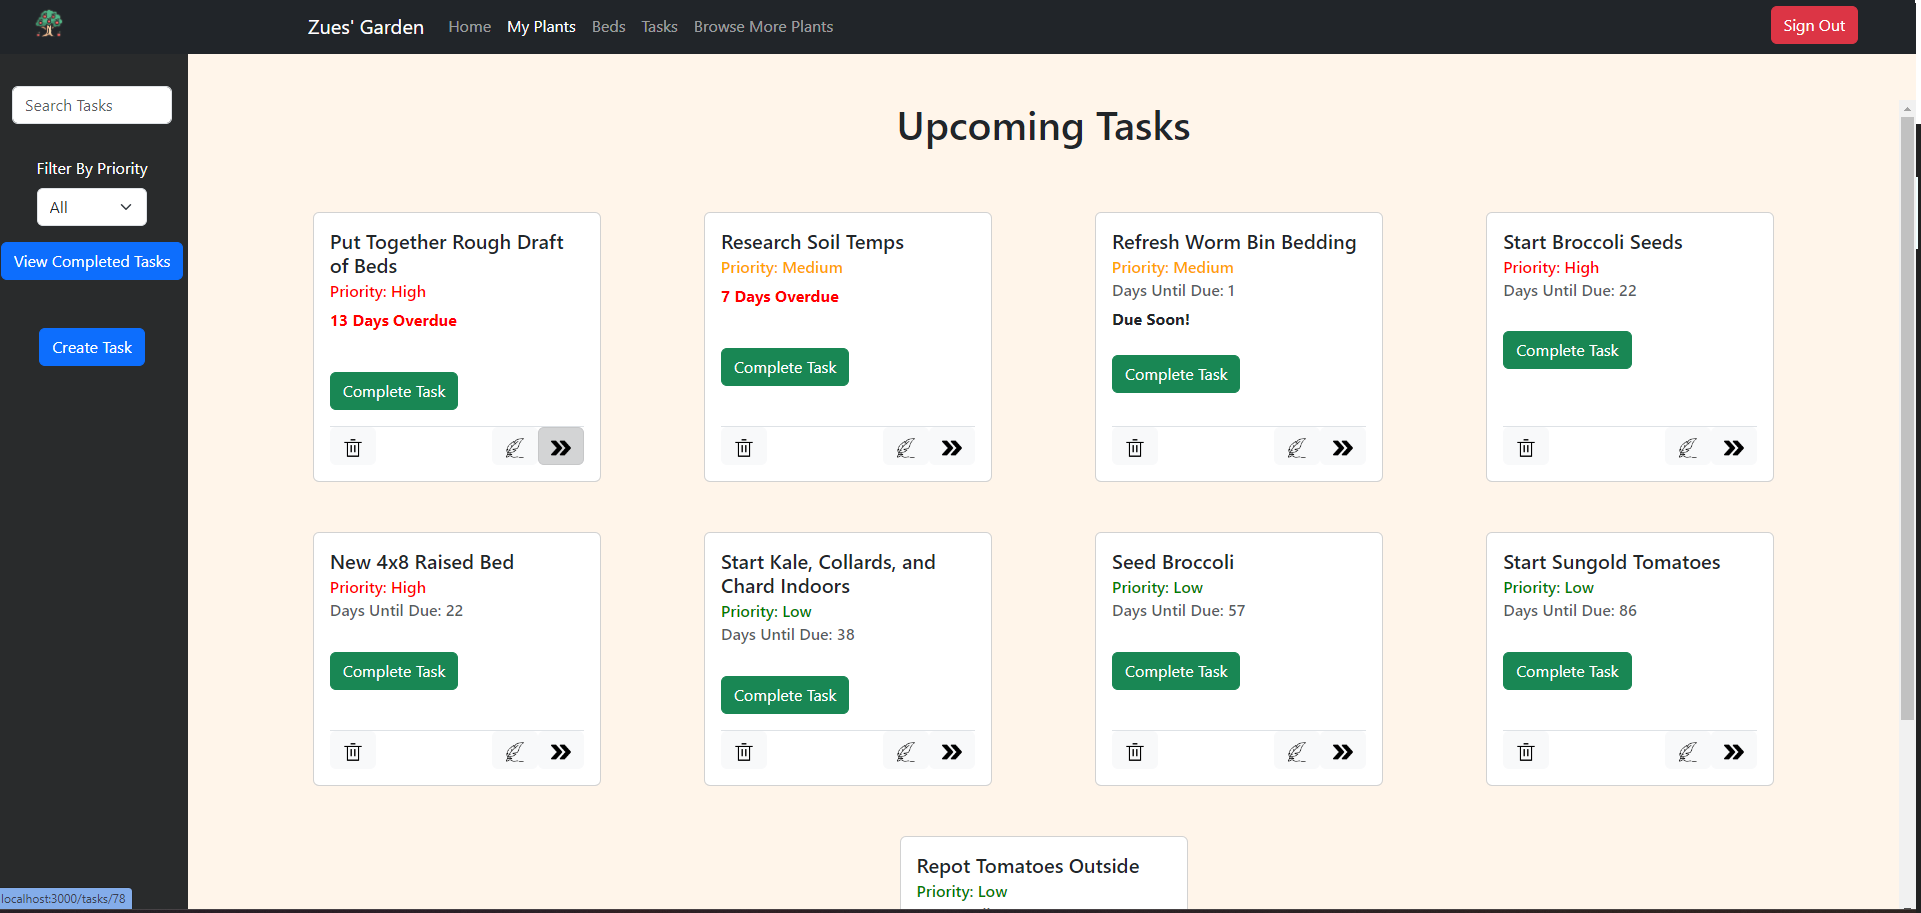 Zues' Garden Home My Plants Beds Tasks Browse More Plants Sign Out
Search Tasks
Filter By Priority
All
View Completed Tasks
Create Task
Upcoming Tasks
Put Together Rough Draft
of Beds
Priority: High
13 Days Overdue
Complete Task
Research Soil Temps
Priority: Medium
7 Days Overdue
Complete Task
Refresh Worm Bin Bedding
Priority: Medium
Days Until Due: 1
Due Soon!
Complete Task
Start Broccoli Seeds
Priority: High
Days Until Due: 22
Complete Task
New 4x8 Raised Bed
Priority: High
Days Until Due: 22
Complete Task
Start Kale, Collards, and
Chard Indoors
Priority: Low
Days Until Due: 38
Complete Task
Seed Broccoli
Priority: Low
Days Until Due: 57
Complete Task
Start Sungold Tomatoes
Priority: Low
Days Until Due: 86
Complete Task
Repot Tomatoes Outside
Priority: Low
localhost:3000/tasks/78